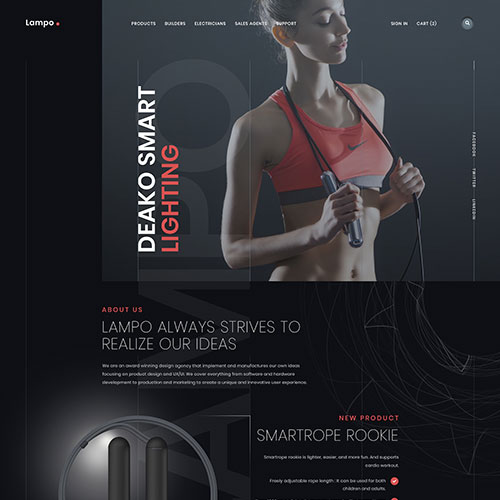 Lampo
PRODUCTS BUILDERS ELECTRICIANS SALES AGENTS SUPPORT SIGN IN CART (2)
DEAKO SMART
LIGHTING
FACEBOOK
TWITTER
LINKEDIN
LAMPO
ABOUT US
LAMPO ALWAYS STRIVES TO
REALIZE OUR IDEAS
We are an award winning design agency that implement and manufactures our own ideas
focusing on product design and UX/UI. We cover everything from software and hardware
development to production and marketing to create a unique and innovative user experience.
NEW PRODUCT
SMARTROPE ROOKIE
Smartrope rookie is lighter, easier, and more fun. And supports
cardio workout.
Freely adjustable rope length : It can be used for both
children and adults.